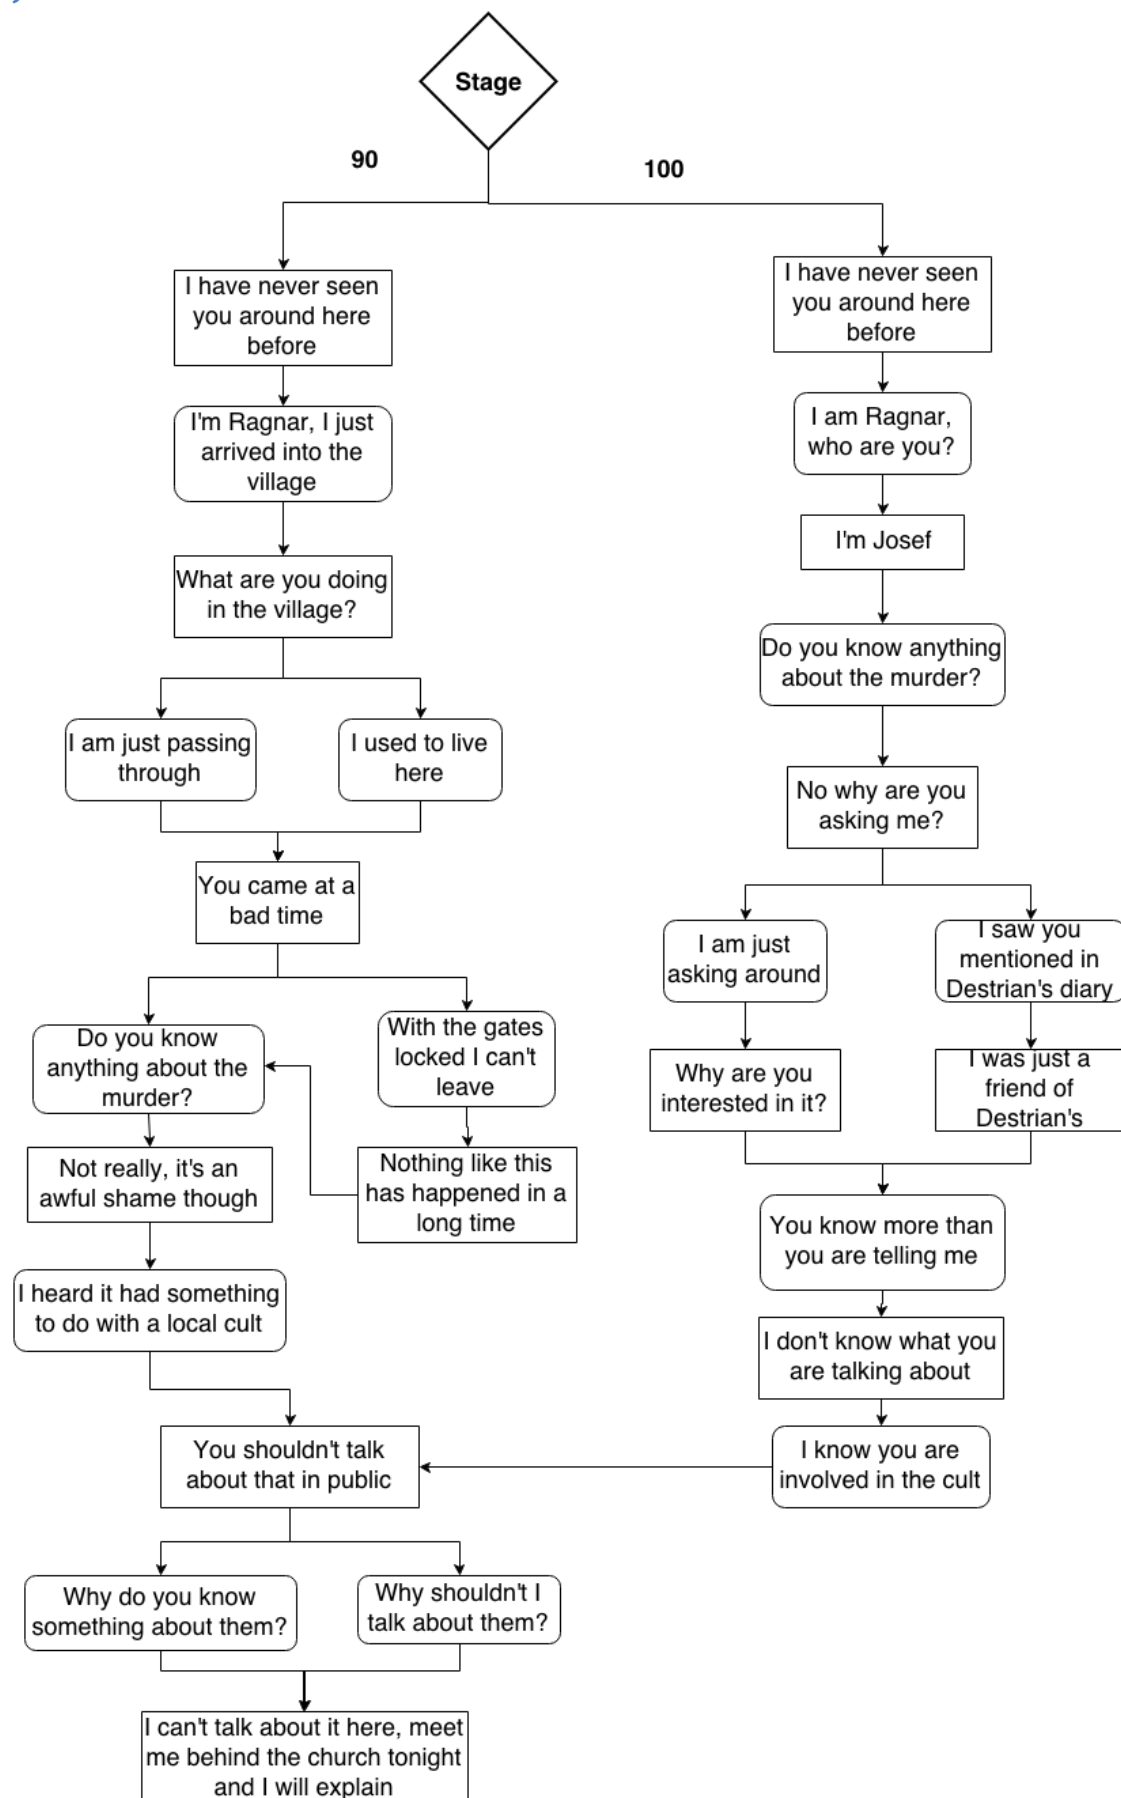 Stage
90
100
I have never seen
you around here
before
I'm Ragnar, I just
arrived into the
village
What are you doing
in the village?
I am just passing
through
I used to live
here
You came at a
bad time
Do you know
anything about the
murder?
With the gates
locked I can't
leave
Not really, it's an
awful shame though
Nothing like this
has happened in a
long time
I heard it had something
to do with a local cult
I have never seen
you around here
before
I am Ragnar,
who are you?
I'm Josef
Do you know anything
about the murder?
No why are you
asking me?
I am just
asking around
I saw you
mentioned in
Destrian's diary
Why are you
interested in it?
I was just a
friend of
Destrian's
You know more than
you are telling me
I don't know what you
are talking about
I know you are
involved in the cult
You shouldn't talk
about that in public
Why do you know
something about them?
Why shouldn't I
talk about them?
I can't talk about it here, meet
me behind the church tonight
and I will explain